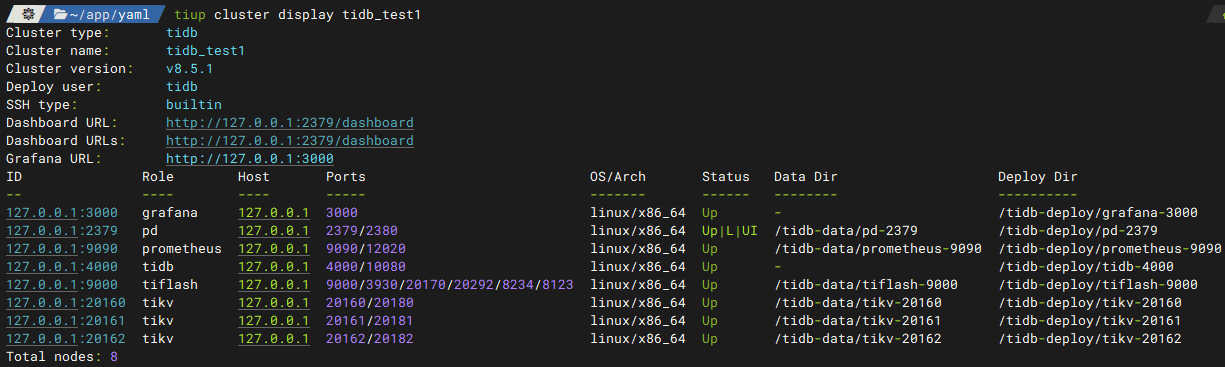 ~/app/yaml tiup cluster display tidb_test1
Cluster type: tidb
Cluster name: tidb_test1
Cluster version: v8.5.1
Deploy user: tidb
SSH type: builtin
Dashboard URL: http://127.0.0.1:2379/dashboard
Dashboard URLs: http://127.0.0.1:2379/dashboard
Grafana URL: http://127.0.0.1:3000
ID Role Host Ports OS/Arch Status Data Dir Deploy Dir
-- ---- ---- ----- ------- ------ -------- ----------
127.0.0.1:3000 grafana 127.0.0.1 3000 linux/x86_64 Up - /tidb-deploy/grafana-3000
127.0.0.1:2379 pd 127.0.0.1 2379/2380 linux/x86_64 Up|L|UI /tidb-data/pd-2379 /tidb-deploy/pd-2379
127.0.0.1:9090 prometheus 127.0.0.1 9090/12020 linux/x86_64 Up /tidb-data/prometheus-9090 /tidb-deploy/prometheus-9090
127.0.0.1:4000 tidb 127.0.0.1 4000/10080 linux/x86_64 Up - /tidb-deploy/tidb-4000
127.0.0.1:9000 tiflash 127.0.0.1 9000/3930/20170/20292/8234/8123 linux/x86_64 Up /tidb-data/tiflash-9000 /tidb-deploy/tiflash-9000
127.0.0.1:20160 tikv 127.0.0.1 20160/20180 linux/x86_64 Up /tidb-data/tikv-20160 /tidb-deploy/tikv-20160
127.0.0.1:20161 tikv 127.0.0.1 20161/20181 linux/x86_64 Up /tidb-data/tikv-20161 /tidb-deploy/tikv-20161
127.0.0.1:20162 tikv 127.0.0.1 20162/20182 linux/x86_64 Up /tidb-data/tikv-20162 /tidb-deploy/tikv-20162
Total nodes: 8